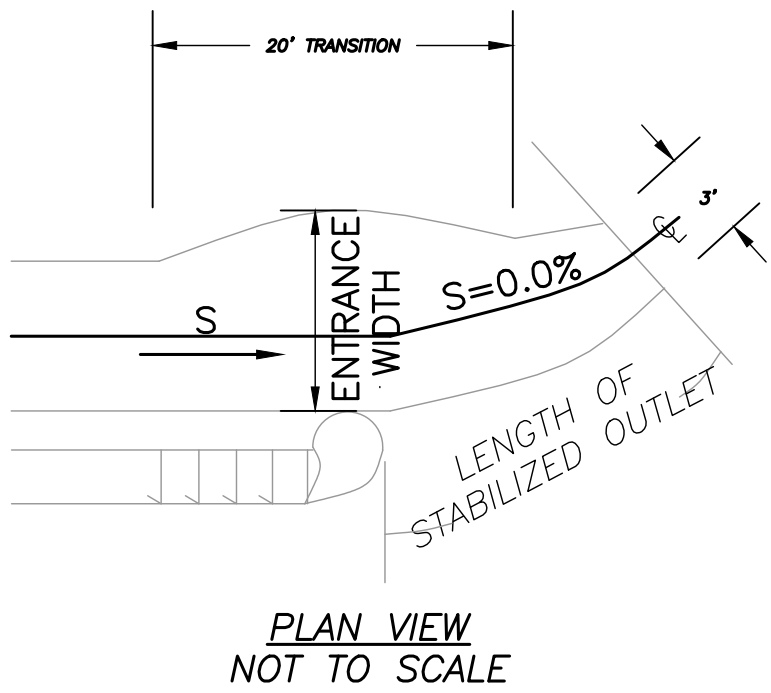 20' TRANSITION
3'
℄
S=0.0%
S
ENTRANCE
WIDTH
LENGTH OF
STABILIZED OUTLET
PLAN VIEW
NOT TO SCALE